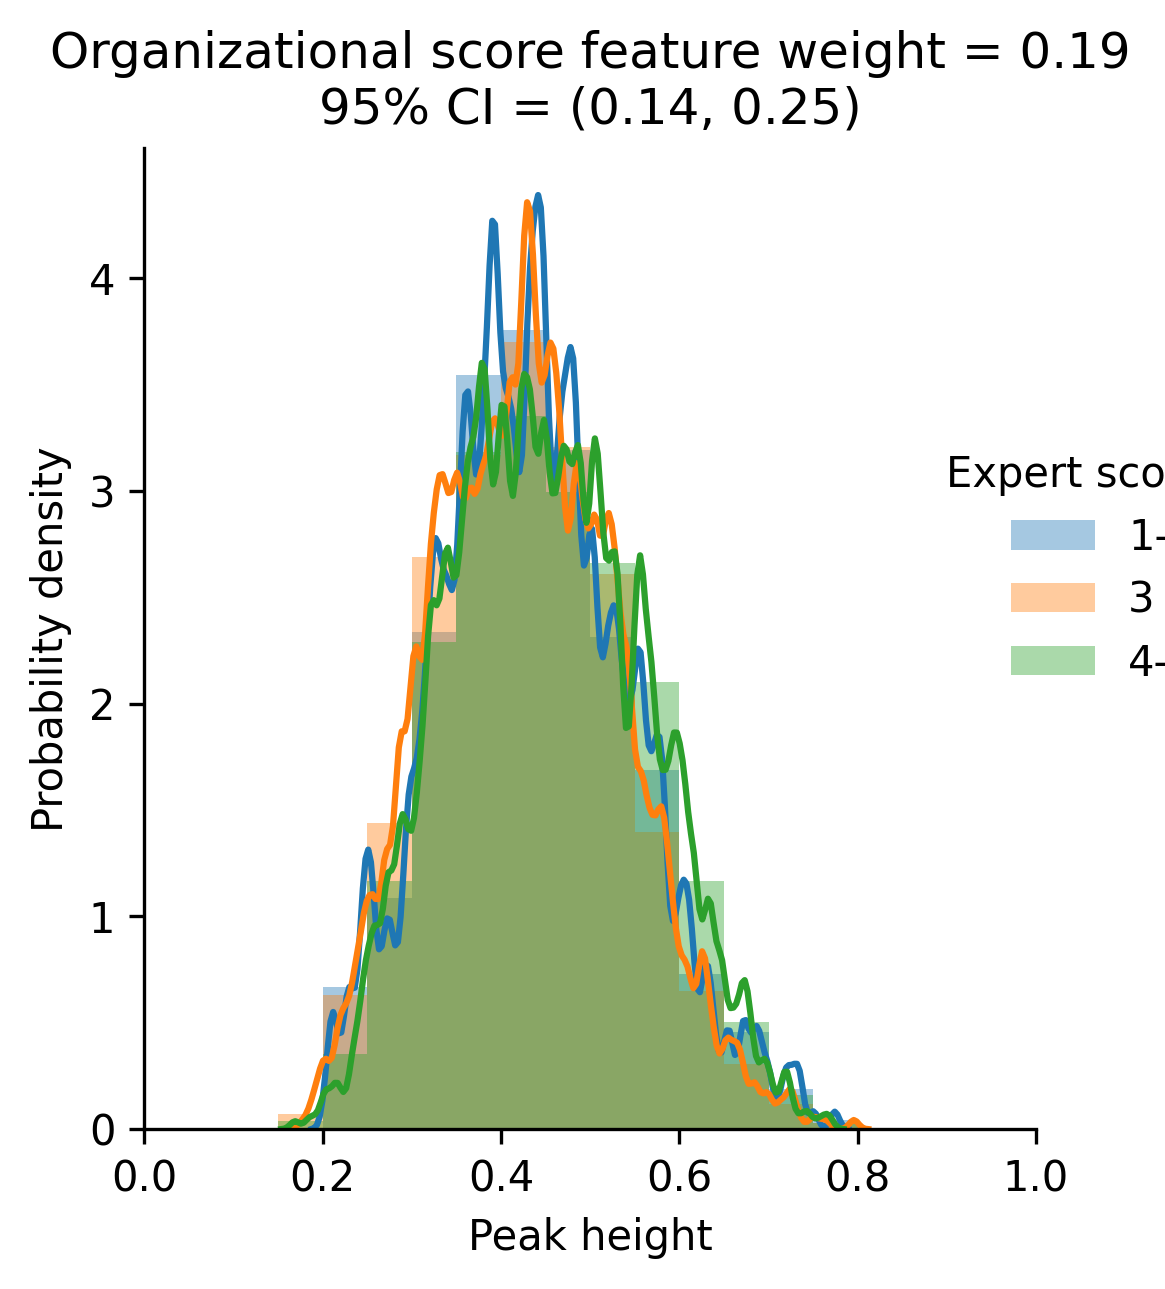 Organizational score feature weight = 0.19
95% CI = (0.14, 0.25)
Probability density
4
3
2
1
0
0.0 0.2 0.4 0.6 0.8 1.0
Peak height
Expert sco
1-
3
4-